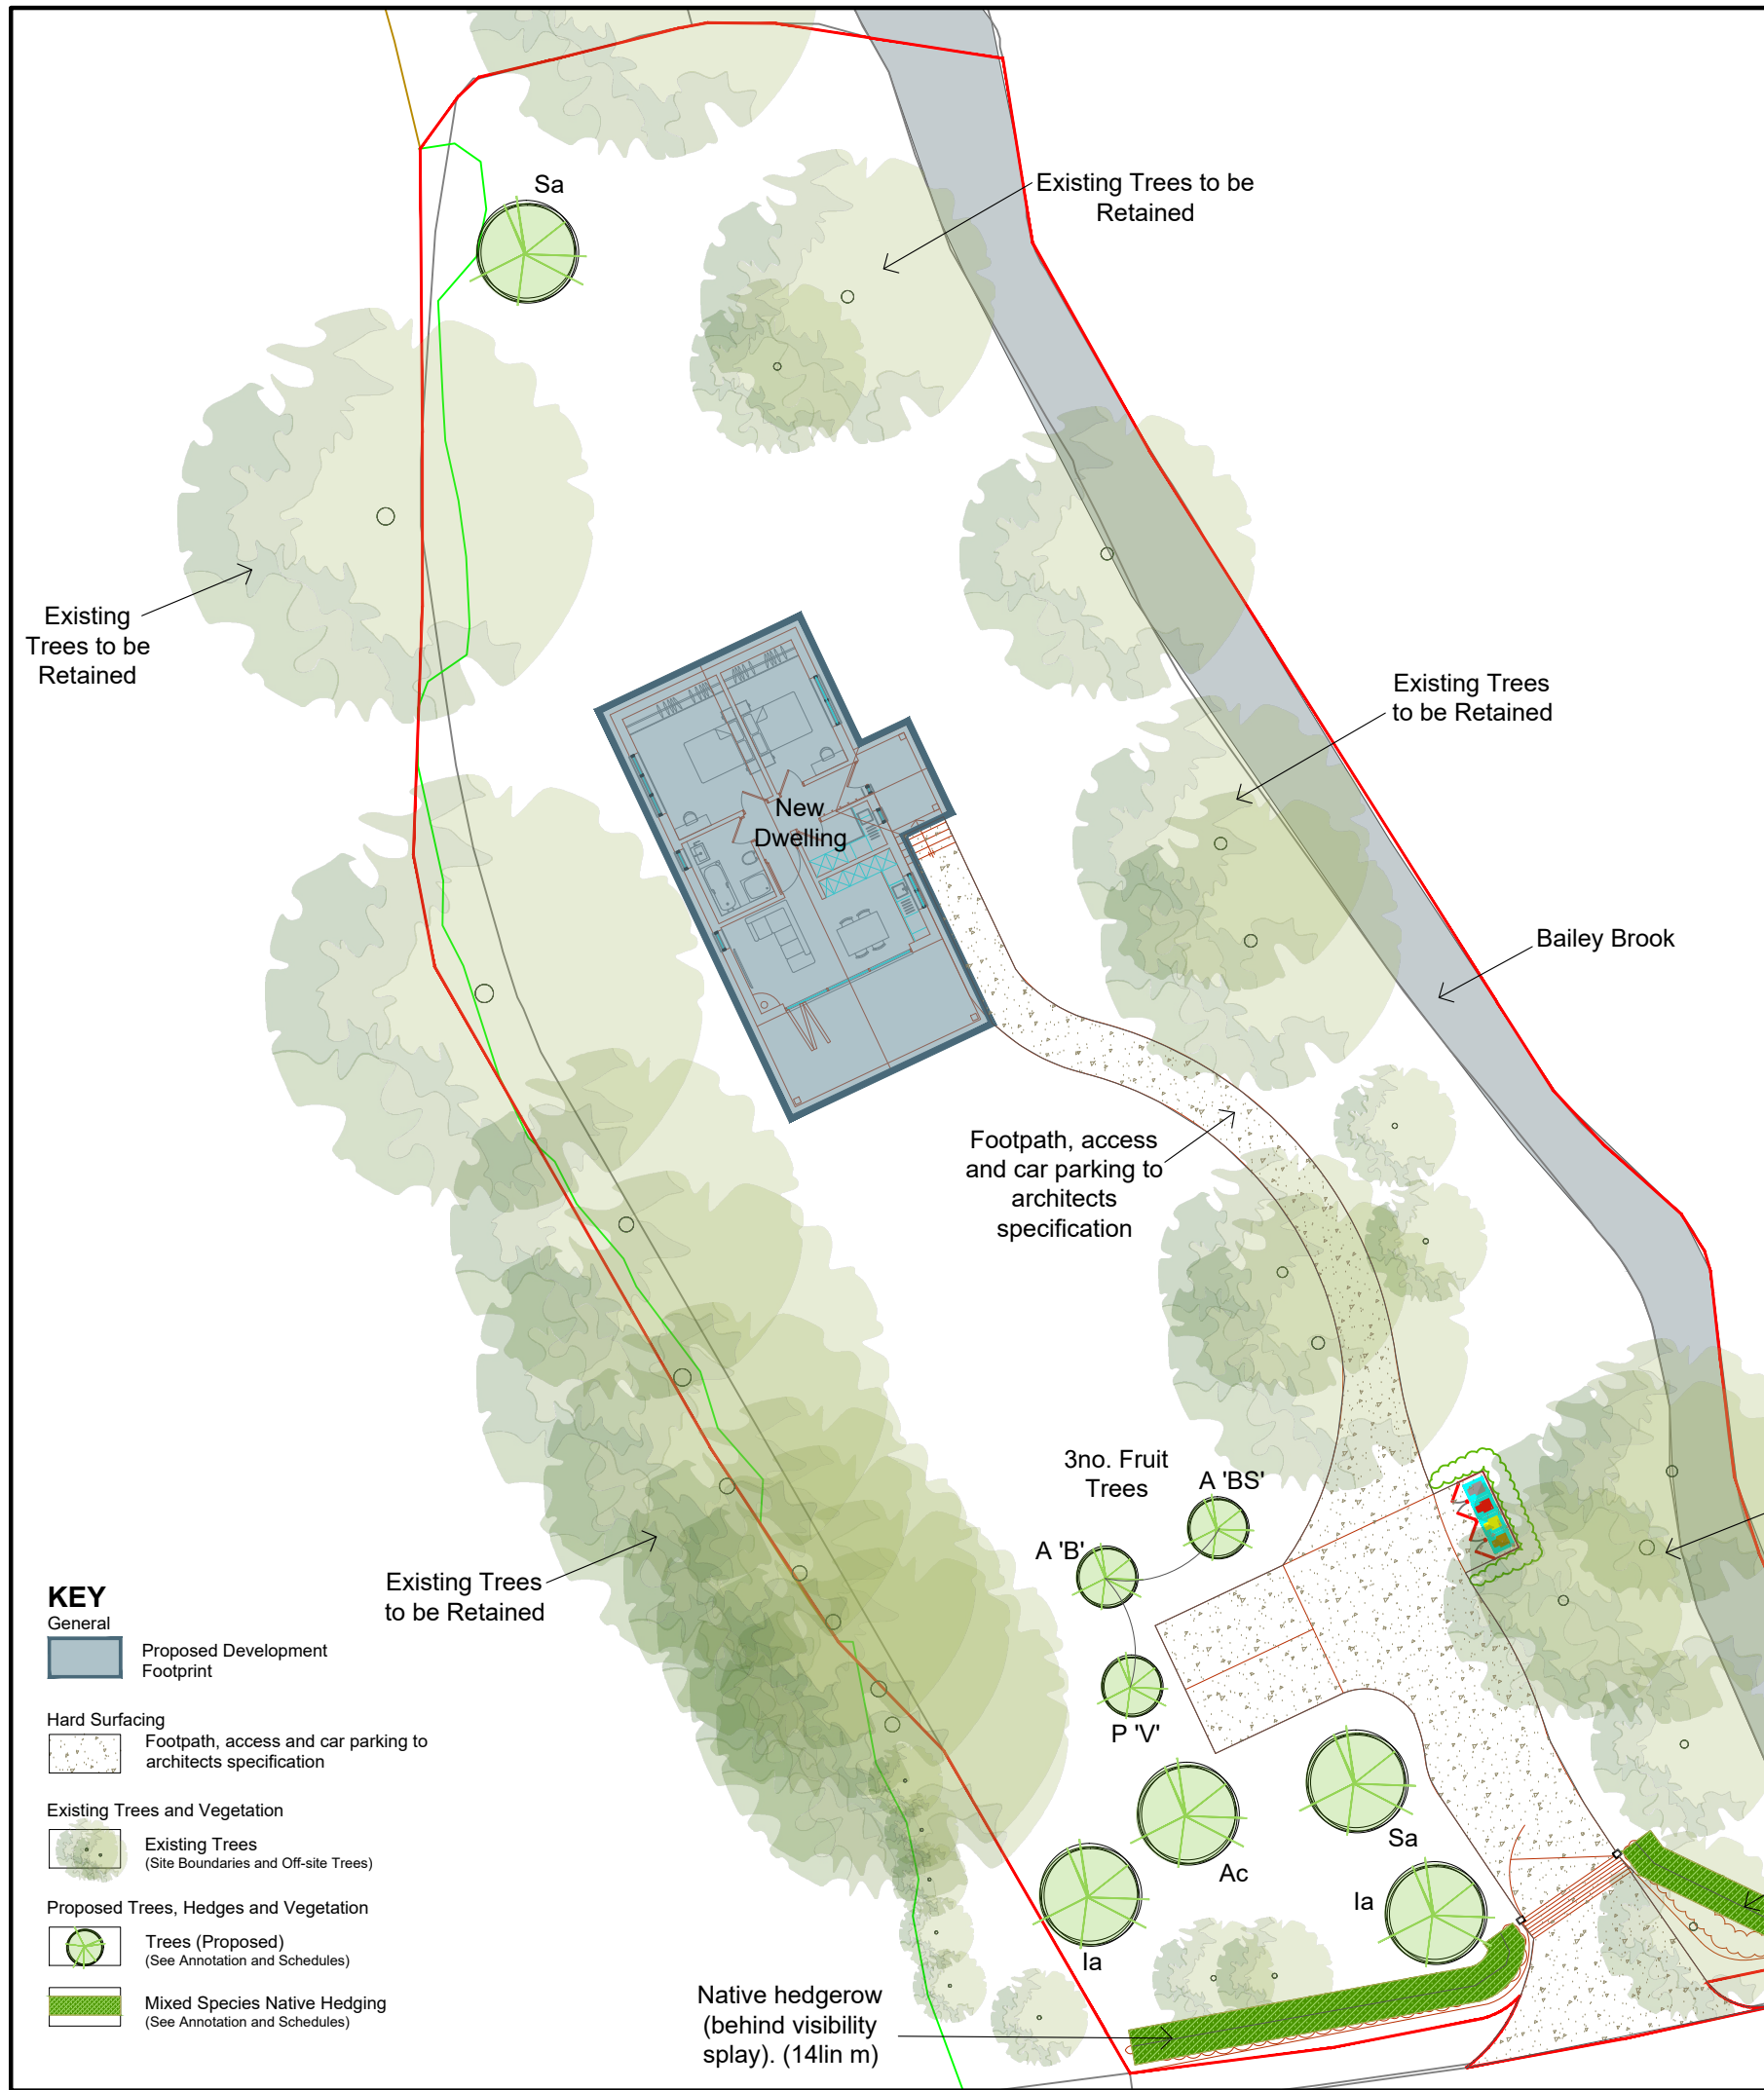 Sa
Existing Trees to be
Retained
Existing
Trees to be
Retained
Existing Trees
to be Retained
New
Dwelling
Bailey Brook
Footpath, access
and car parking to
architects
specification
3no. Fruit
Trees
A 'BS'
A 'B'
P 'V'
Existing Trees
to be Retained
Sa
Ac
Ia
Ia
Native hedgerow
(behind visibility
splay). (14lin m)
KEY
General
Proposed Development
Footprint
Hard Surfacing
Footpath, access and car parking to
architects specification
Existing Trees and Vegetation
Existing Trees
(Site Boundaries and Off-site Trees)
Proposed Trees, Hedges and Vegetation
Trees (Proposed)
(See Annotation and Schedules)
Mixed Species Native Hedging
(See Annotation and Schedules)